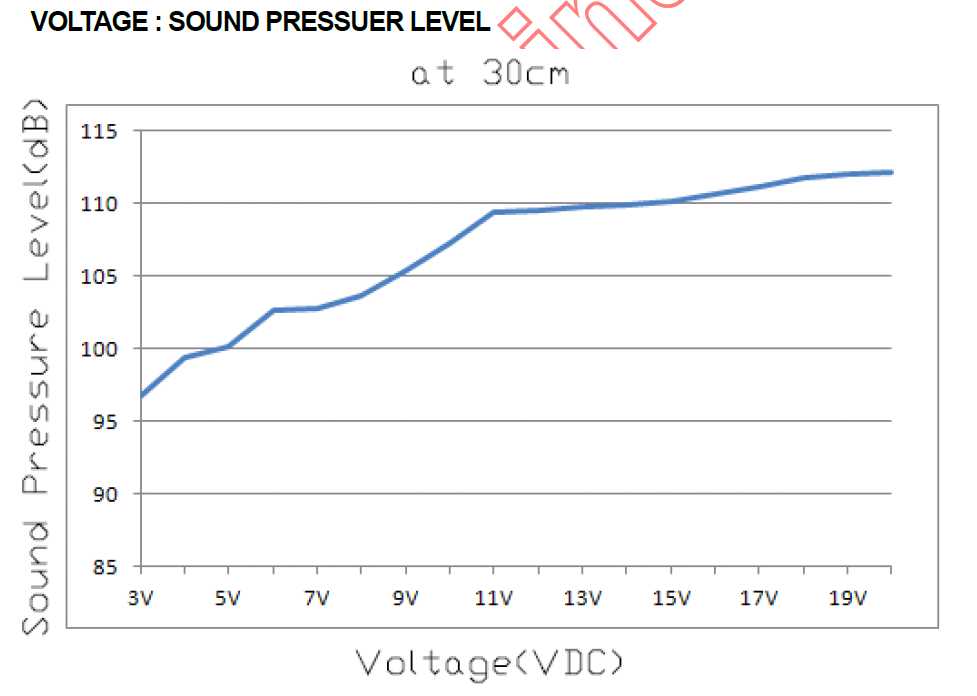 VOLTAGE : SOUND PRESSUER LEVEL
at 30cm
Sound Pressure Level(dB)
115
110
105
100
95
90
85
3V 5V 7V 9V 11V 13V 15V 17V 19V
Voltage(VDC)